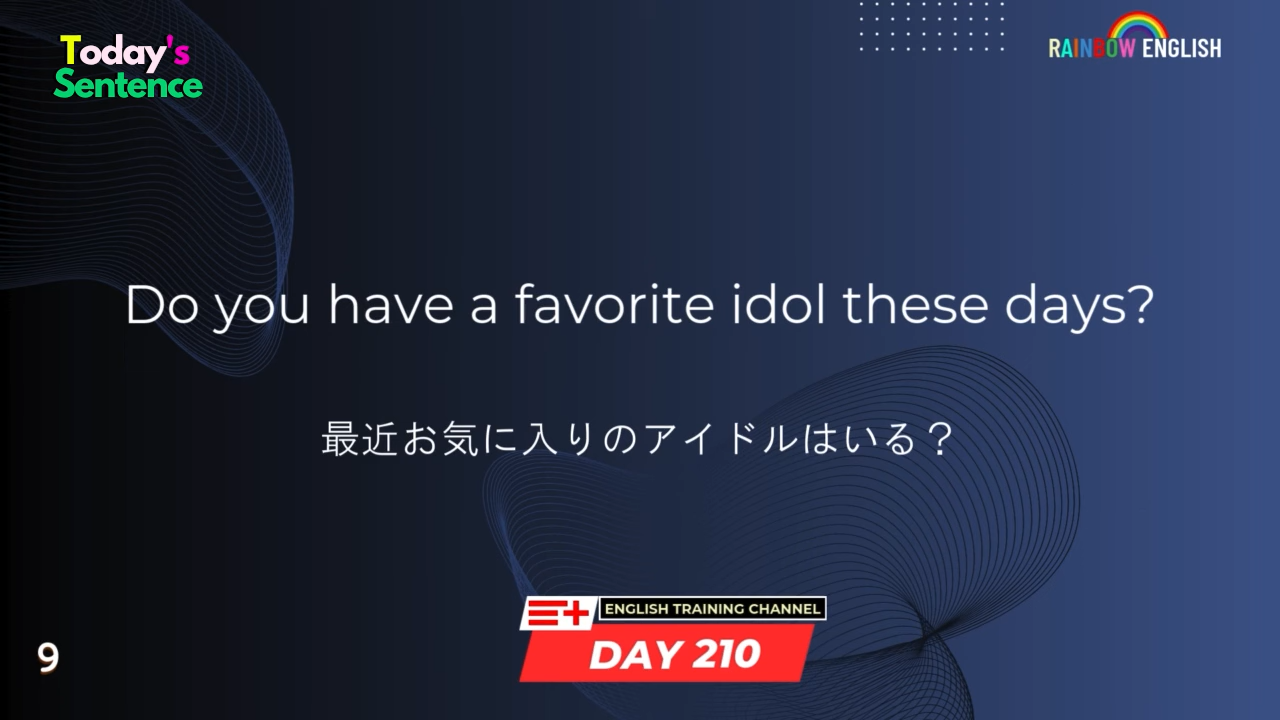 Today's
Sentence
RAINBOW ENGLISH
Do you have a favorite idol these days?
最近お気に入りのアイドルはいる？
ENGLISH TRAINING CHANNEL
DAY 210
9